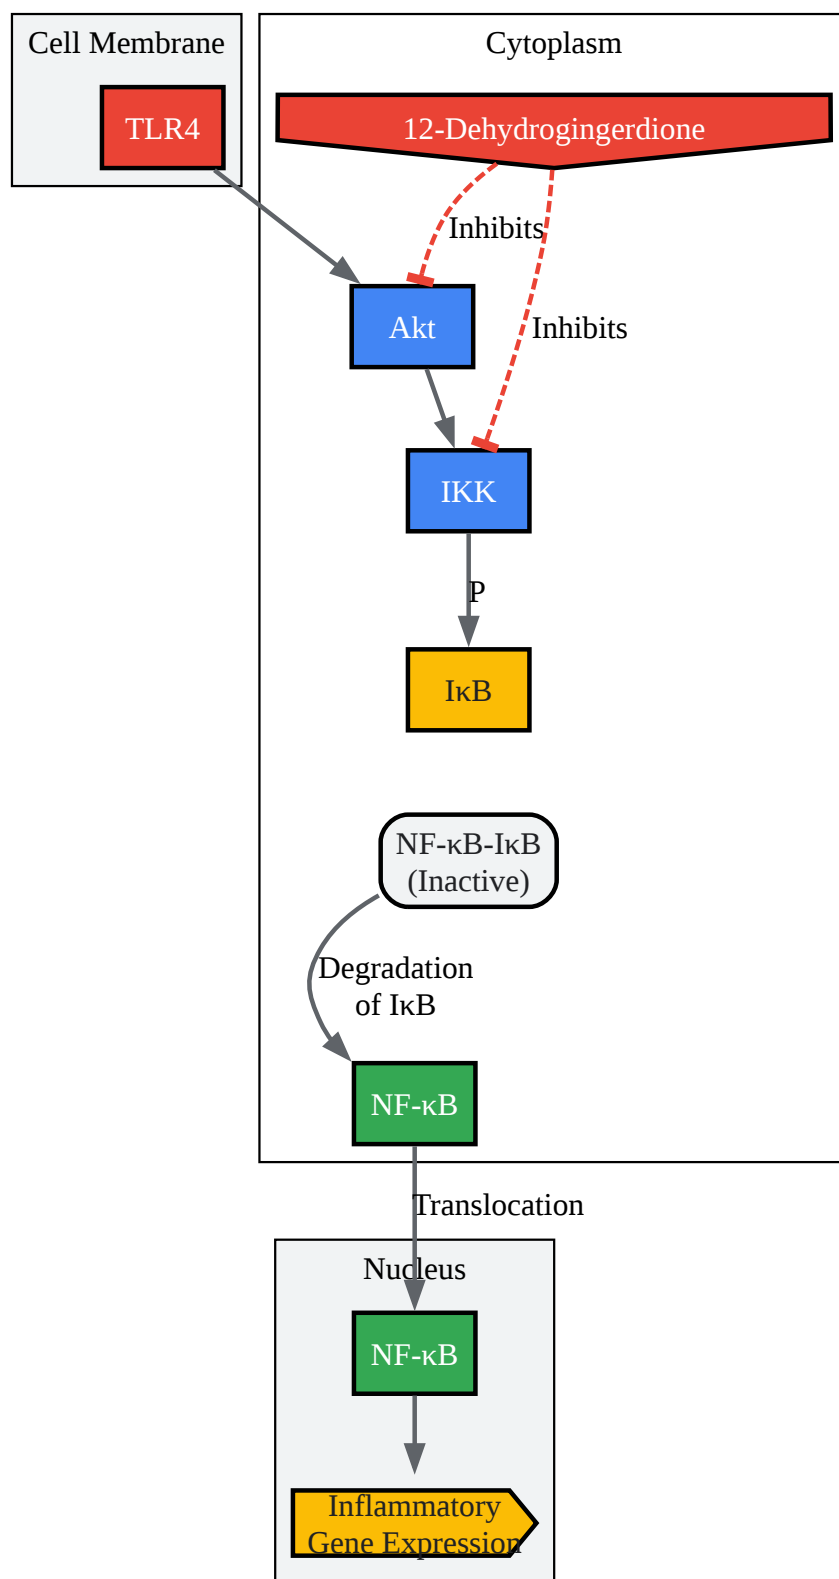 Cell Membrane
Cytoplasm
TLR4
12-Dehydrogingerdione
Inhibits
Akt
Inhibits
IKK
P
IκB
NF-κB-IκB
(Inactive)
Degradation
of IκB
NF-κB
Translocation
Nucleus
NF-κB
Inflammatory
Gene Expression